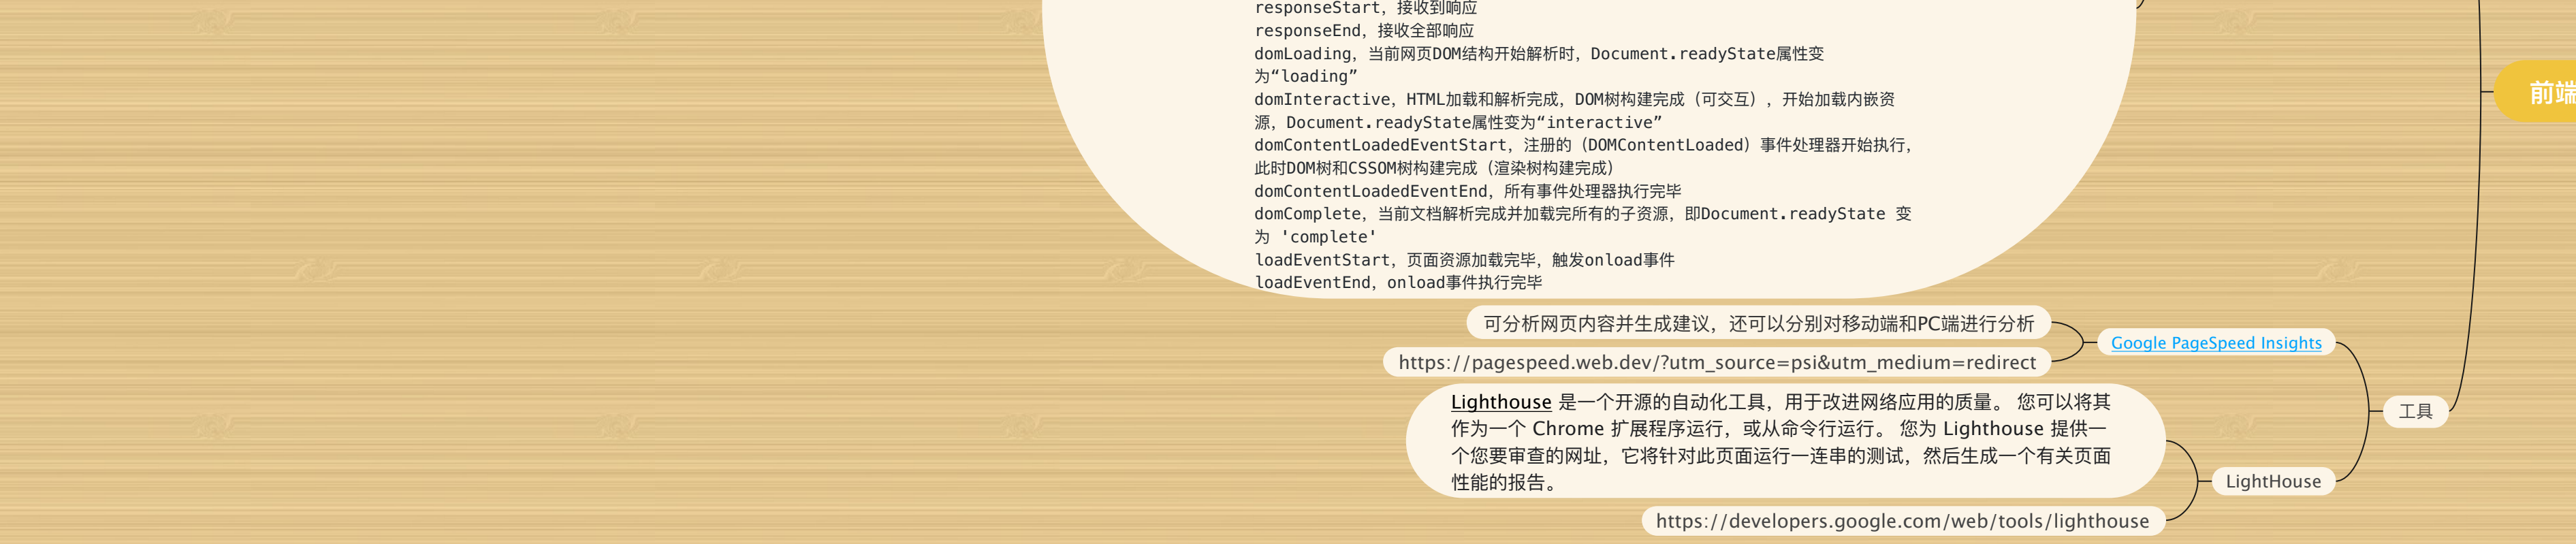 responseStart，接收到响应
responseEnd，接收全部响应
domLoading，当前网页DOM结构开始解析时，Document.readyState属性变
为“loading”
domInteractive，HTML加载和解析完成，DOM树构建完成（可交互），开始加载内嵌资
源，Document.readyState属性变为“interactive”
domContentLoadedEventStart，注册的（DOMContentLoaded）事件处理器开始执行，
此时DOM树和CSSOM树构建完成（渲染树构建完成）
domContentLoadedEventEnd，所有事件处理器执行完毕
domComplete，当前文档解析完成并加载完所有的子资源，即Document.readyState 变
为 'complete'
loadEventStart，页面资源加载完毕，触发onload事件
loadEventEnd，onload事件执行完毕
前端
可分析网页内容并生成建议，还可以分别对移动端和PC端进行分析
Google PageSpeed Insights
https://pagespeed.web.dev/?utm_source=psi&utm_medium=redirect
Lighthouse 是一个开源的自动化工具，用于改进网络应用的质量。 您可以将其
作为一个 Chrome 扩展程序运行，或从命令行运行。 您为 Lighthouse 提供一
个您要审查的网址，它将针对此页面运行一连串的测试，然后生成一个有关页面
性能的报告。
工具
LightHouse
https://developers.google.com/web/tools/lighthouse